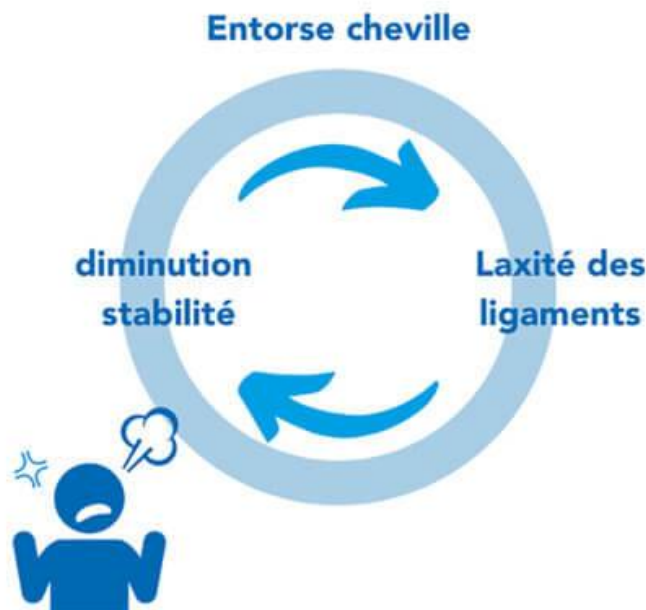 Entorse cheville
diminution
stabilité
Laxité des
ligaments